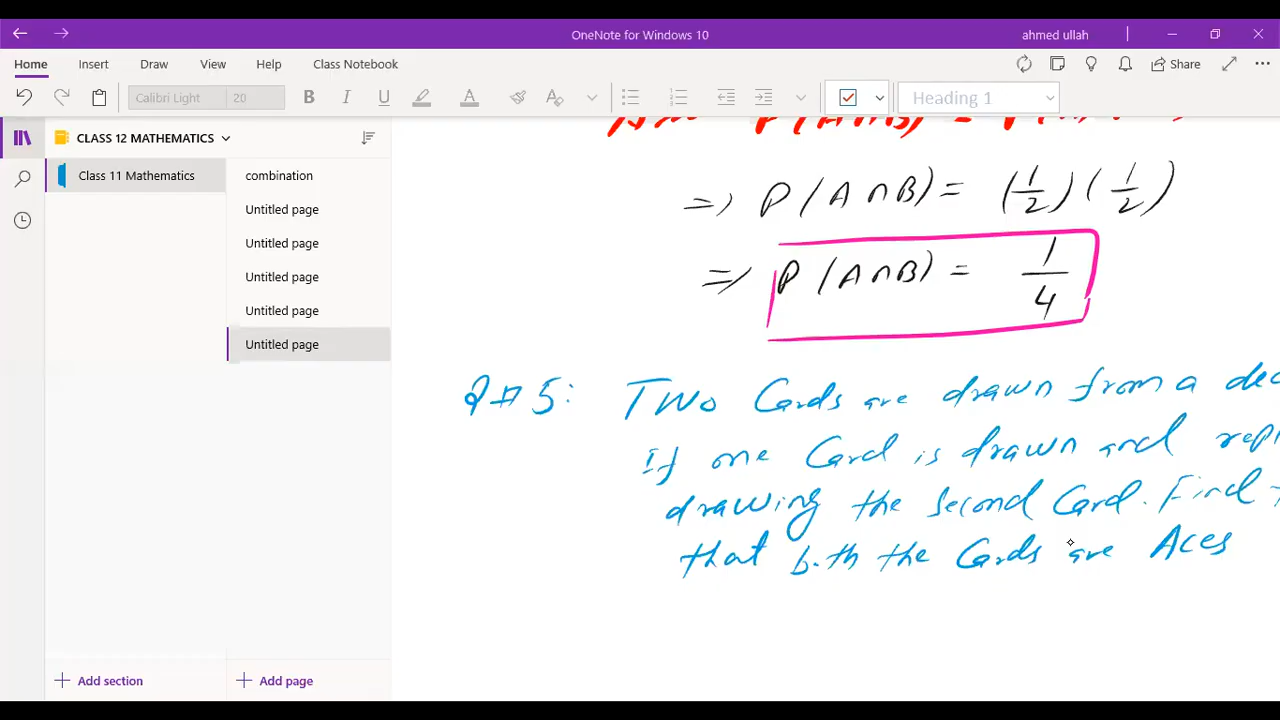 OneNote for Windows 10
ahmed ullah
Home Insert Draw View Help Class Notebook
Share
Calibri Light 20 B I U A Heading 1
CLASS 12 MATHEMATICS
Class 11 Mathematics
combination
Untitled page
Untitled page
Untitled page
Untitled page
Untitled page
P(A∩B) =
=> P(A∩B) = (1/2)(1/2)
=> P(A∩B) = 1/4
Q#5: Two Cards are drawn from a
If one Card is drawn and
drawing the second Card. Find
that both the Cards are Aces
Add section
Add page